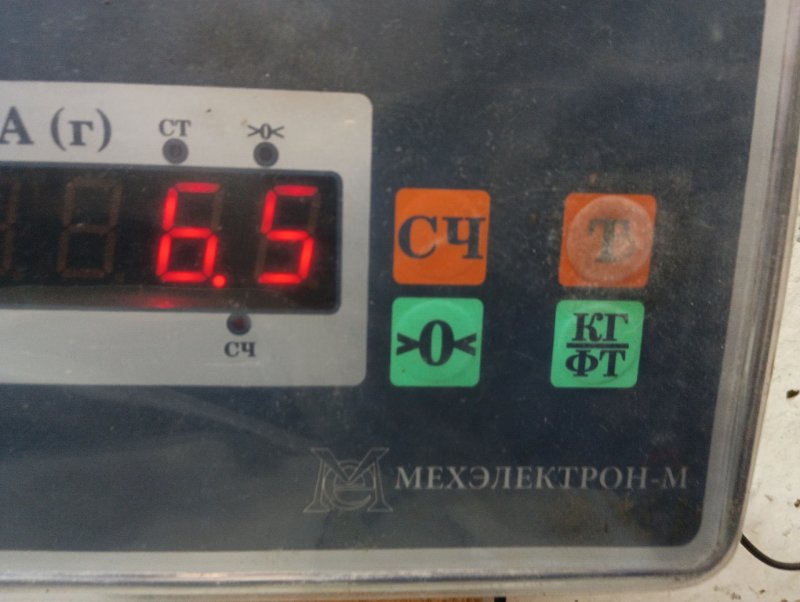 А (г)
СТ >0<
6.5
СЧ
СЧ Т
>0< КГ
ФТ
МЕХЭЛЕКТРОН-М